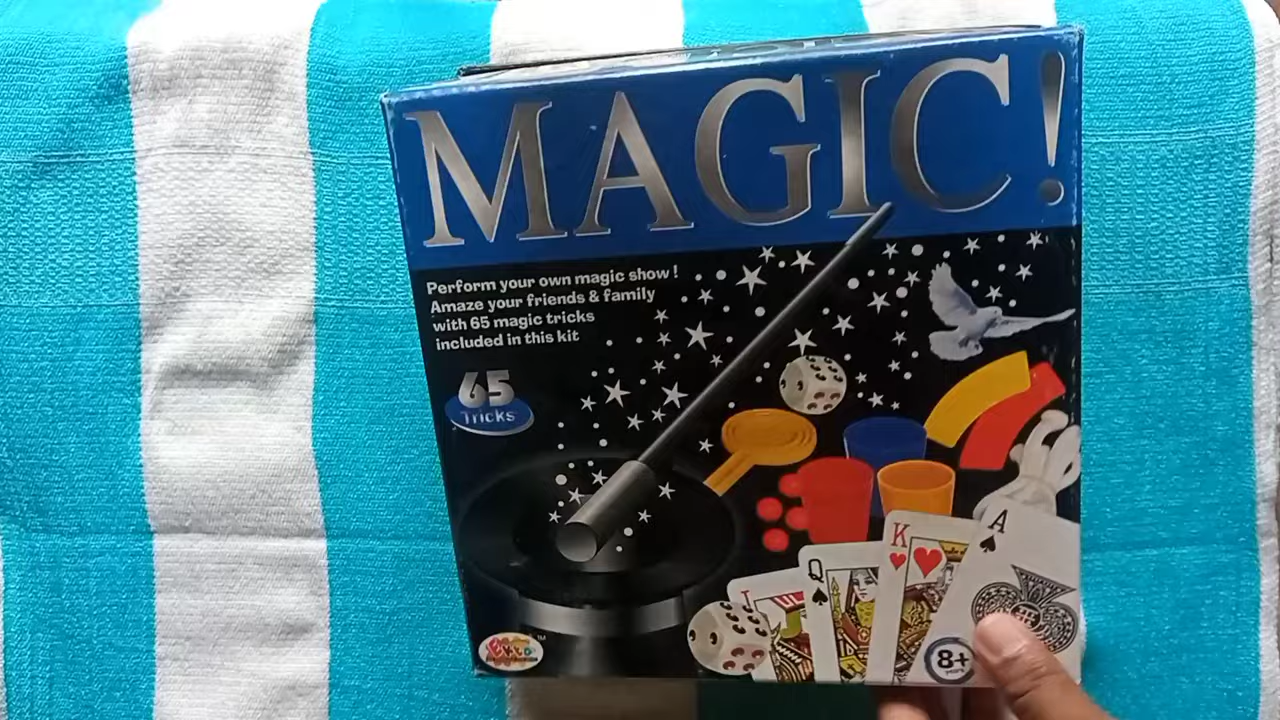 MAGIC!
Perform your own magic show !
Amaze your friends & family
with 65 magic tricks
included in this kit
65
Tricks
Q
K
A
8+